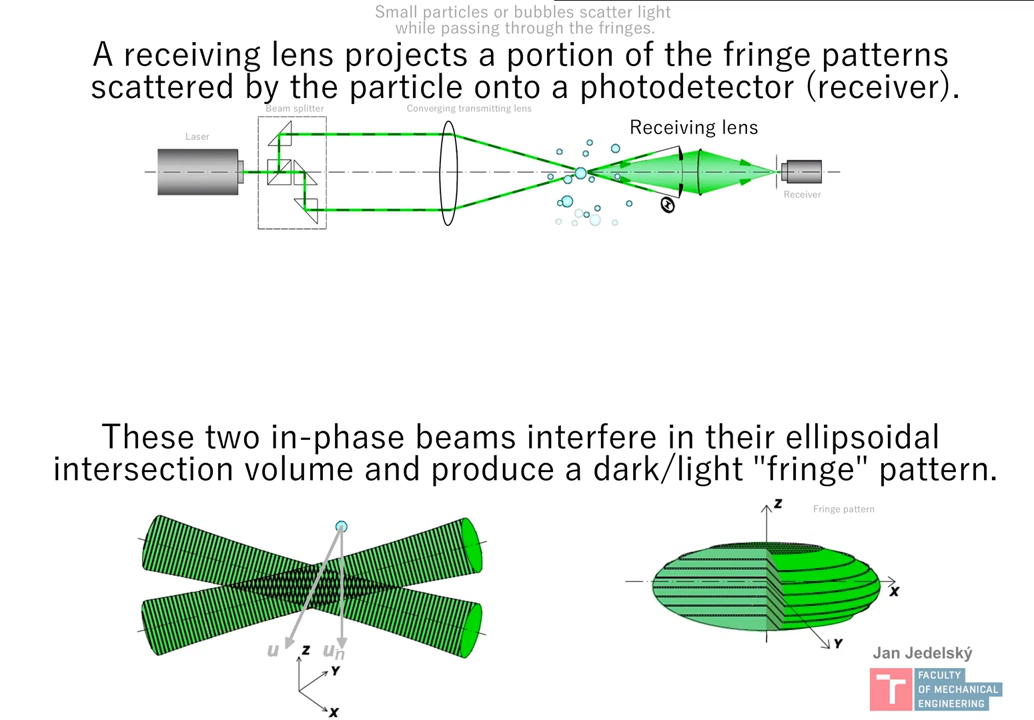 Small particles or bubbles scatter light
while passing through the fringes.
A receiving lens projects a portion of the fringe patterns
scattered by the particle onto a photodetector (receiver).
Beam splitter
Converging transmitting lens
Receiving lens
Laser
Receiver
Θ
These two in-phase beams interfere in their ellipsoidal
intersection volume and produce a dark/light "fringe" pattern.
Z
Fringe pattern
X
Y
u
un
Z
Y
X
Jan Jedelský
T
FACULTY
OF MECHANICAL
ENGINEERING